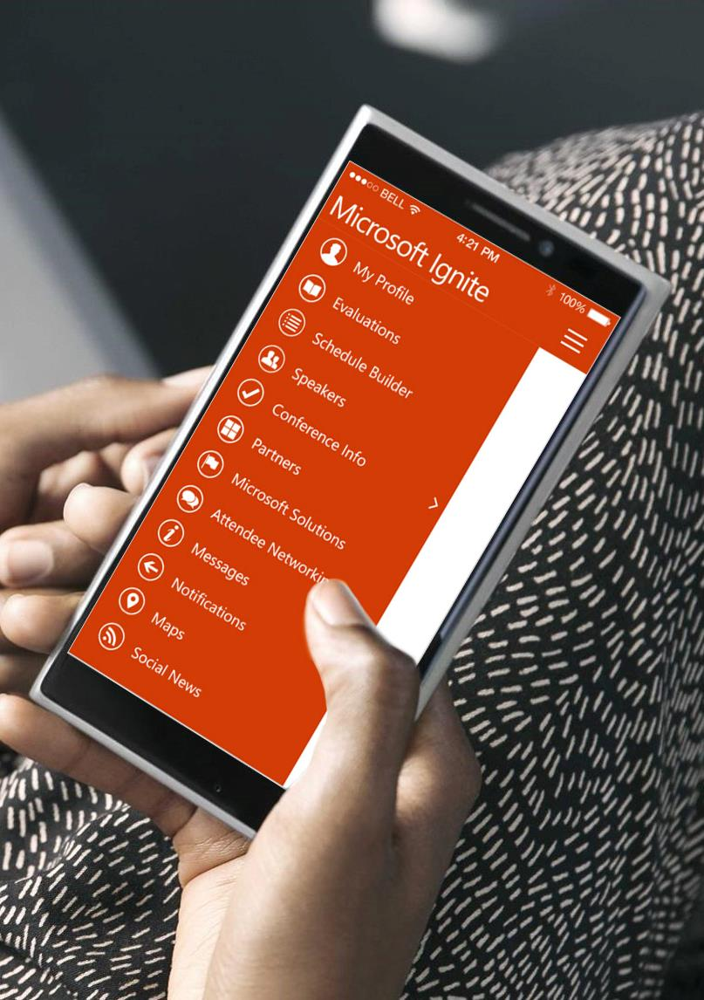 BELL
4:21 PM
100%
Microsoft Ignite
My Profile
Evaluations
Schedule Builder
Speakers
Conference Info
Partners
Microsoft Solutions
Attendee Networkin
Messages
Notifications
Maps
Social News